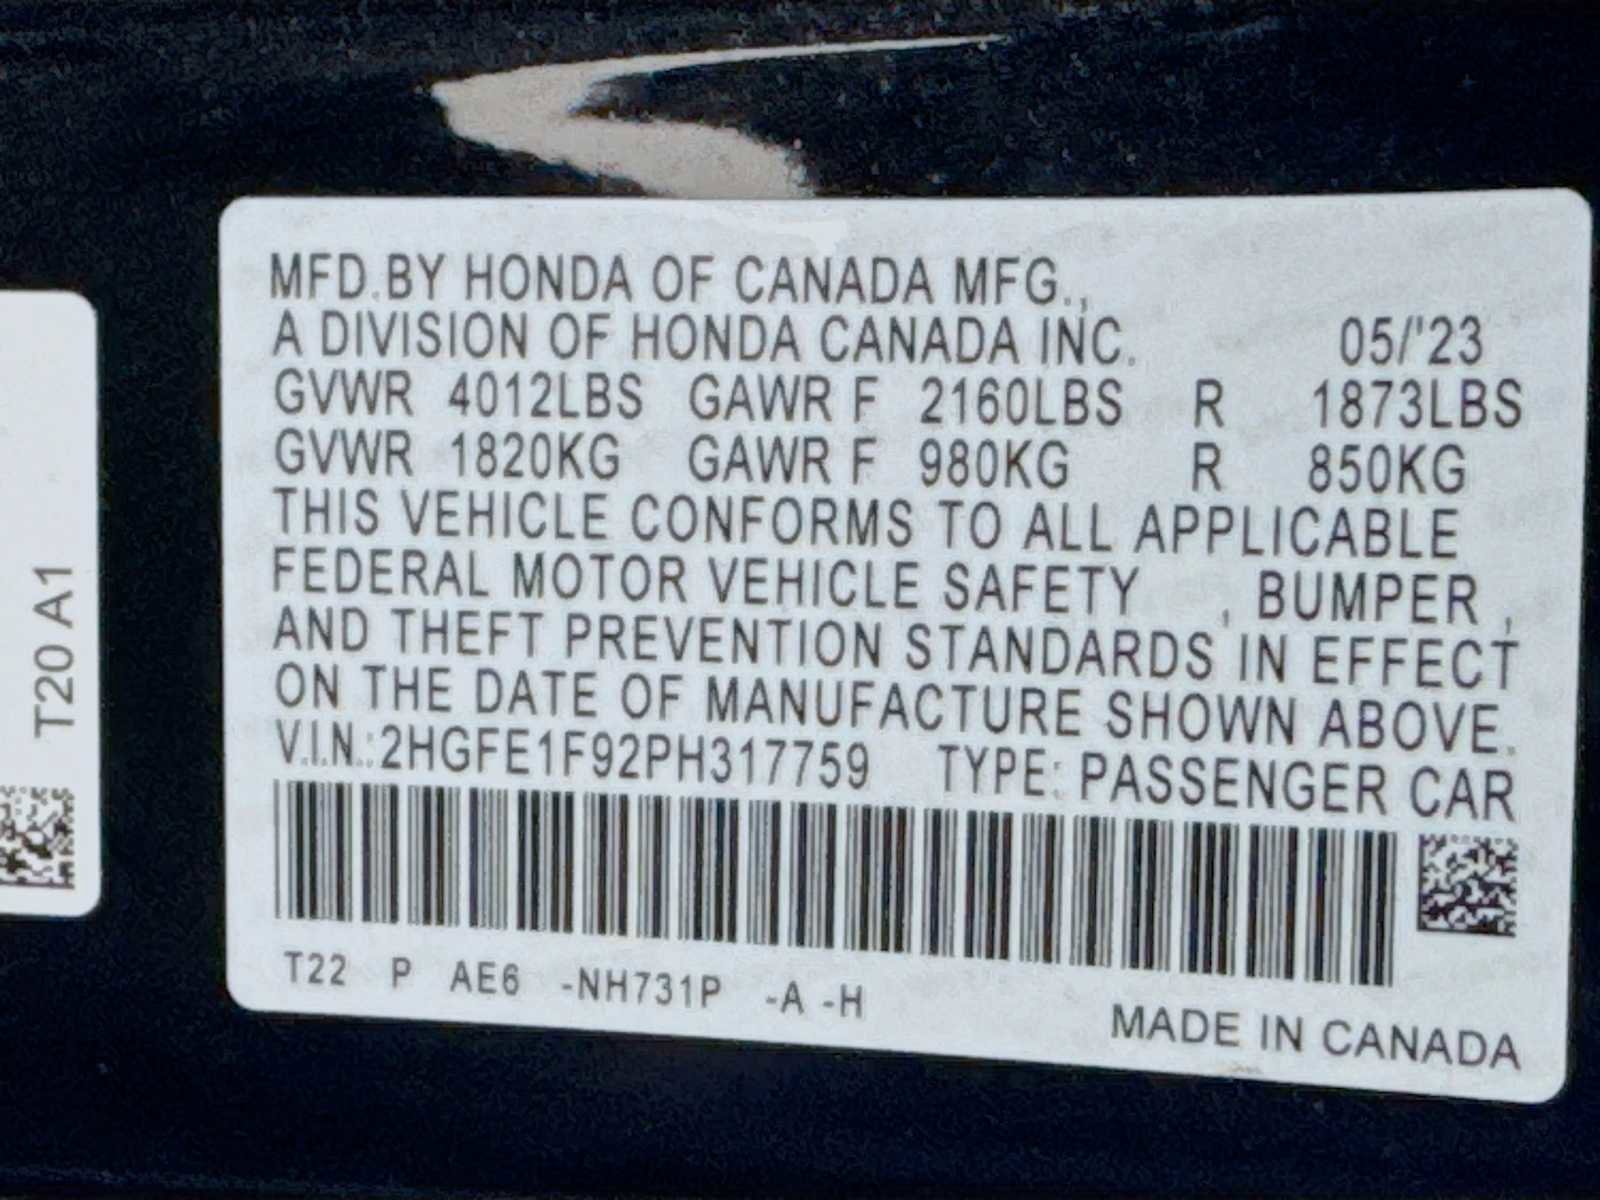 MFD.BY HONDA OF CANADA MFG.,
A DIVISION OF HONDA CANADA INC. 05/'23
GVWR 4012LBS GAWR F 2160LBS R 1873LBS
GVWR 1820KG GAWR F 980KG R 850KG
THIS VEHICLE CONFORMS TO ALL APPLICABLE
FEDERAL MOTOR VEHICLE SAFETY , BUMPER ,
AND THEFT PREVENTION STANDARDS IN EFFECT
ON THE DATE OF MANUFACTURE SHOWN ABOVE.
V.I.N.:2HGFE1F92PH317759 TYPE: PASSENGER CAR
T22 P AE6 -NH731P -A -H
MADE IN CANADA
T20 A1